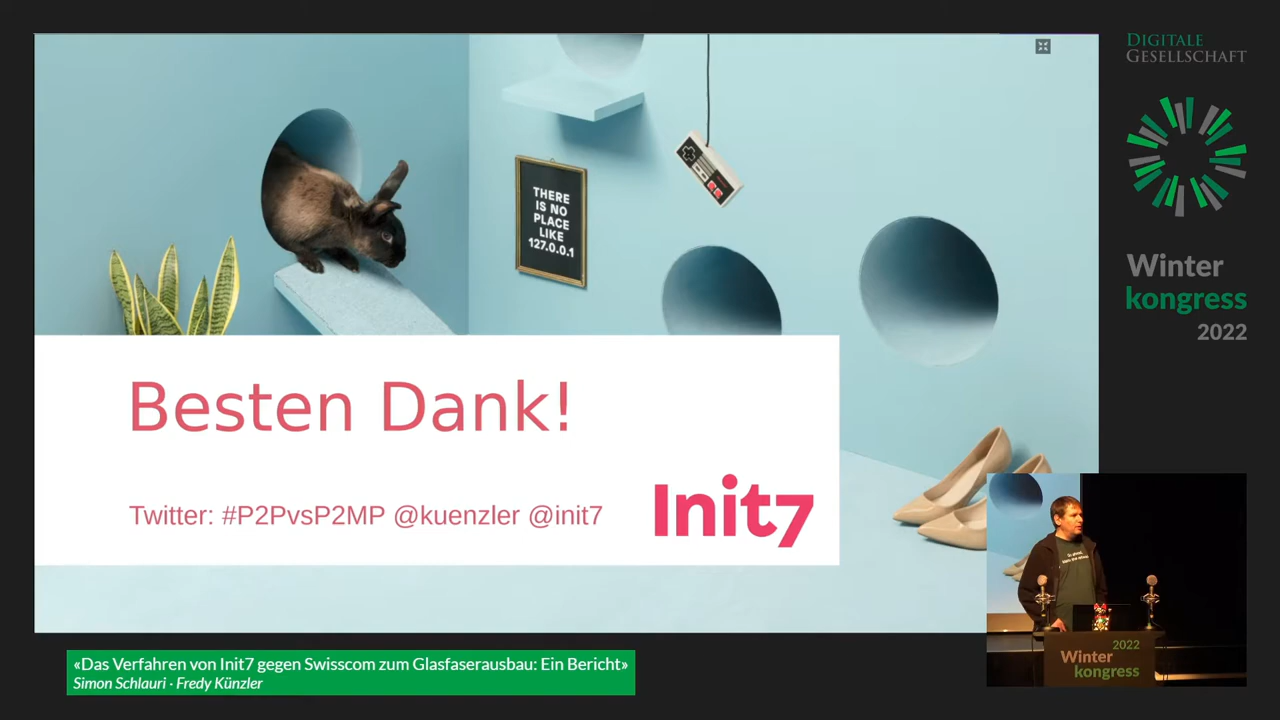 DIGITALE
GESELLSCHAFT
THERE
IS NO
PLACE
LIKE
127.0.0.1
Winter
kongress
2022
Besten Dank!
Twitter: #P2PvsP2MP @kuenzler @init7
Init7
2022
Winter
kongress
«Das Verfahren von Init7 gegen Swisscom zum Glasfaserausbau: Ein Bericht»
Simon Schlauri · Fredy Künzler